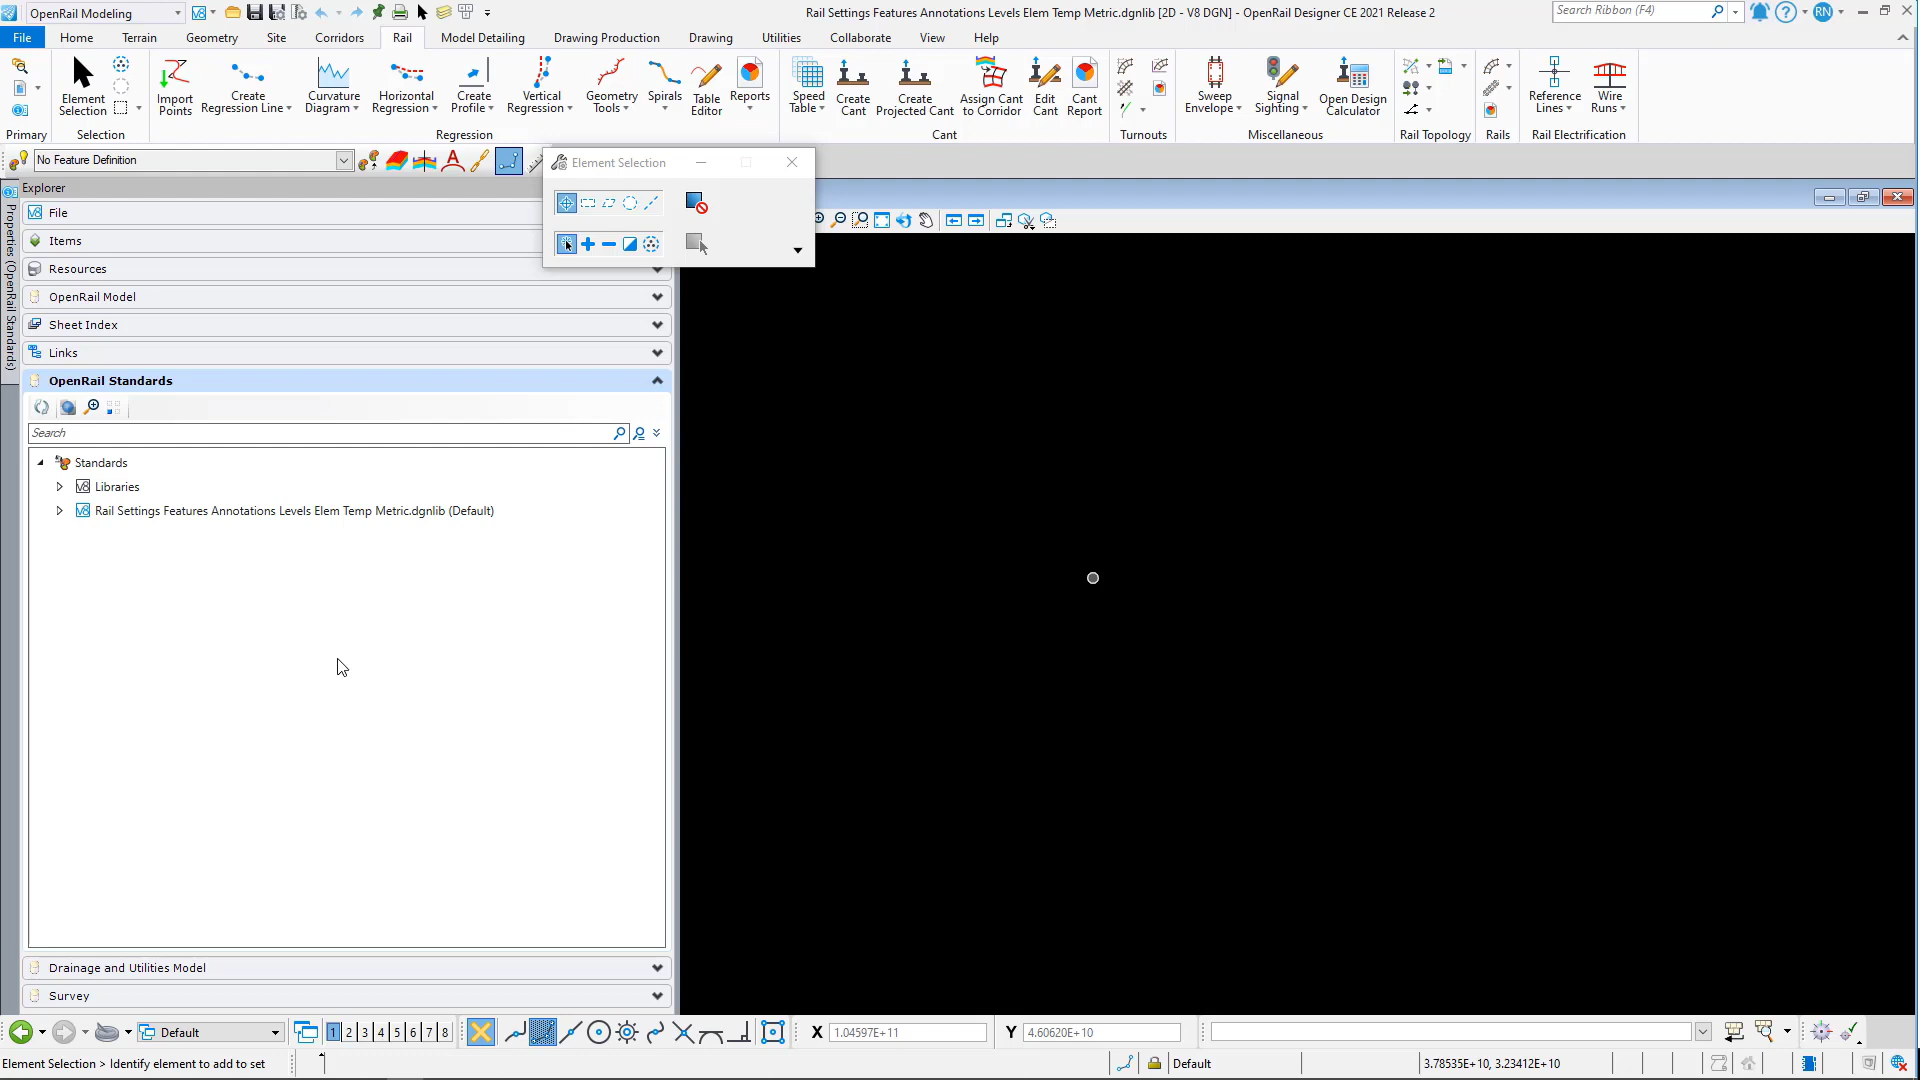 OpenRail Modeling
Rail Settings Features Annotations Levels Elem Temp Metric.dgnlib [2D - V8 DGN] - OpenRail Designer CE 2021 Release 2
Search Ribbon (F4)
RN
File Home Terrain Geometry Site Corridors Rail Model Detailing Drawing Production Drawing Utilities Collaborate View Help
Element Selection
Import Points
Create Regression Line
Curvature Diagram
Horizontal Regression
Create Profile
Vertical Regression
Geometry Tools
Spirals
Table Editor
Reports
Speed Table
Create Cant
Create Projected Cant
Assign Cant to Corridor
Edit Cant
Cant Report
Sweep Envelope
Signal Sighting
Open Design Calculator
Reference Lines
Wire Runs
Primary Selection Regression Cant Turnouts Miscellaneous Rail Topology Rails Rail Electrification
No Feature Definition
Element Selection
Explorer
Properties (OpenRail Standards)
File
Items
Resources
OpenRail Model
Sheet Index
Links
OpenRail Standards
Search
Standards
Libraries
Rail Settings Features Annotations Levels Elem Temp Metric.dgnlib (Default)
Drainage and Utilities Model
Survey
Default
1 2 3 4 5 6 7 8
X 1.04597E+11
Y 4.60620E+10
Element Selection > Identify element to add to set
Default
3.78535E+10, 3.23412E+10